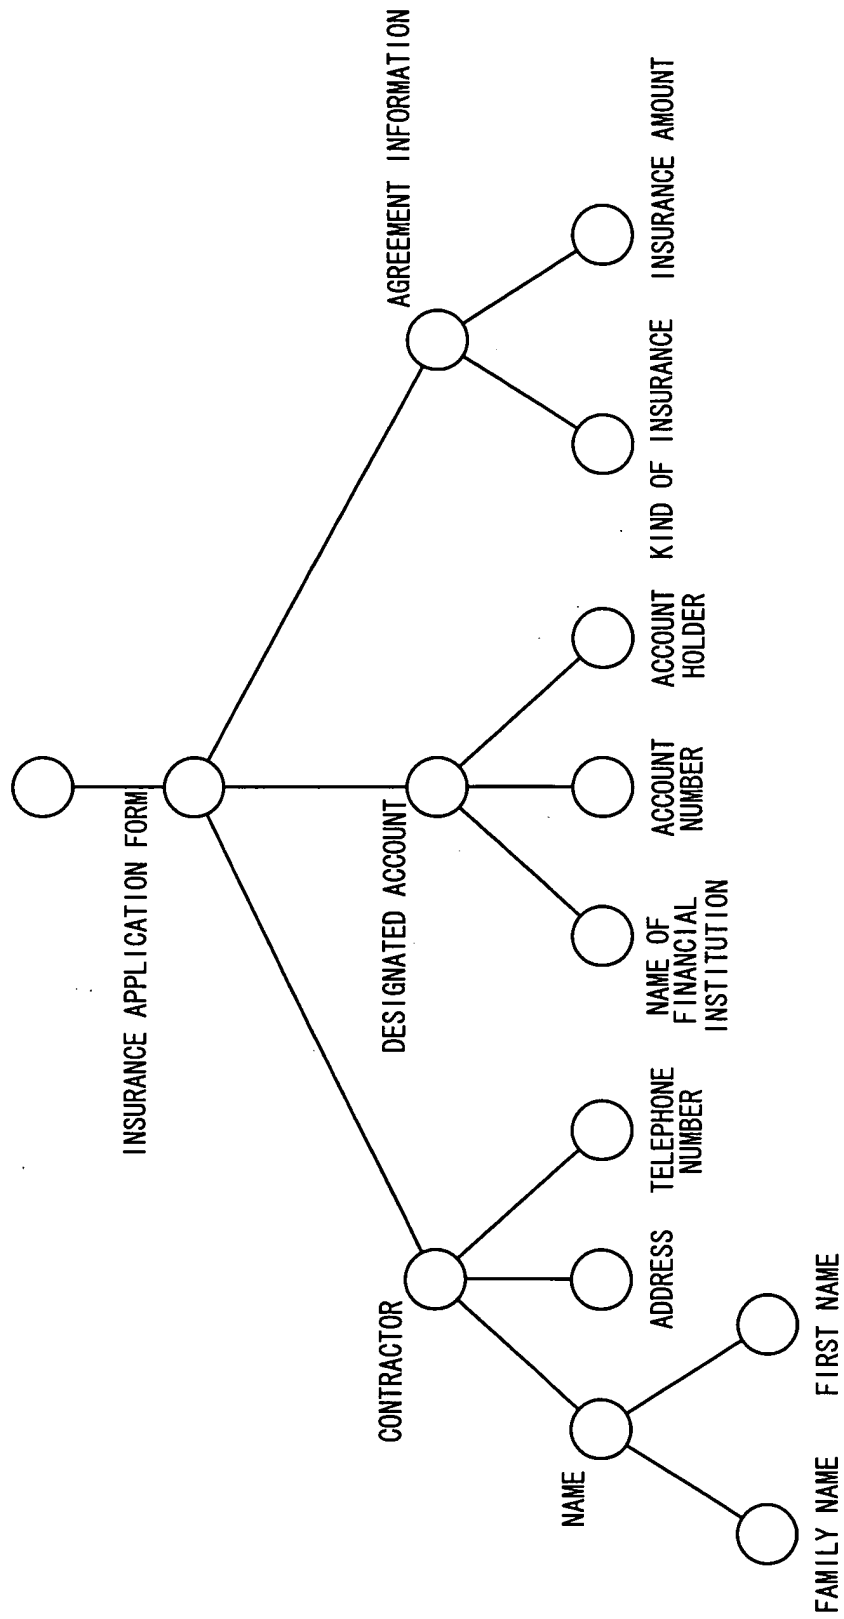 INSURANCE APPLICATION FORM
CONTRACTOR
DESIGNATED ACCOUNT
AGREEMENT INFORMATION
NAME
ADDRESS
TELEPHONE
NUMBER
NAME OF
FINANCIAL
INSTITUTION
ACCOUNT
NUMBER
ACCOUNT
HOLDER
KIND OF INSURANCE
INSURANCE AMOUNT
FAMILY NAME
FIRST NAME